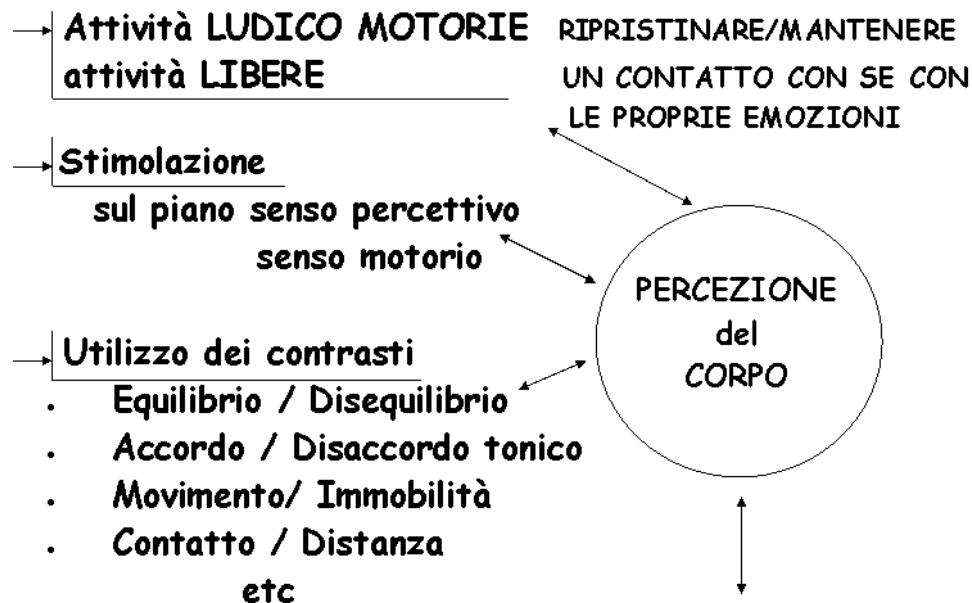 Attività LUDICO MOTORIE
attività LIBERE
RIPRISTINARE/MANTENERE
UN CONTATTO CON SE CON
LE PROPRIE EMOZIONI
Stimolazione
sul piano senso percettivo
senso motorio
PERCEZIONE
del
CORPO
Utilizzo dei contrasti
. Equilibrio / Disequilibrio
. Accordo / Disaccordo tonico
. Movimento/ Immobilità
. Contatto / Distanza
etc